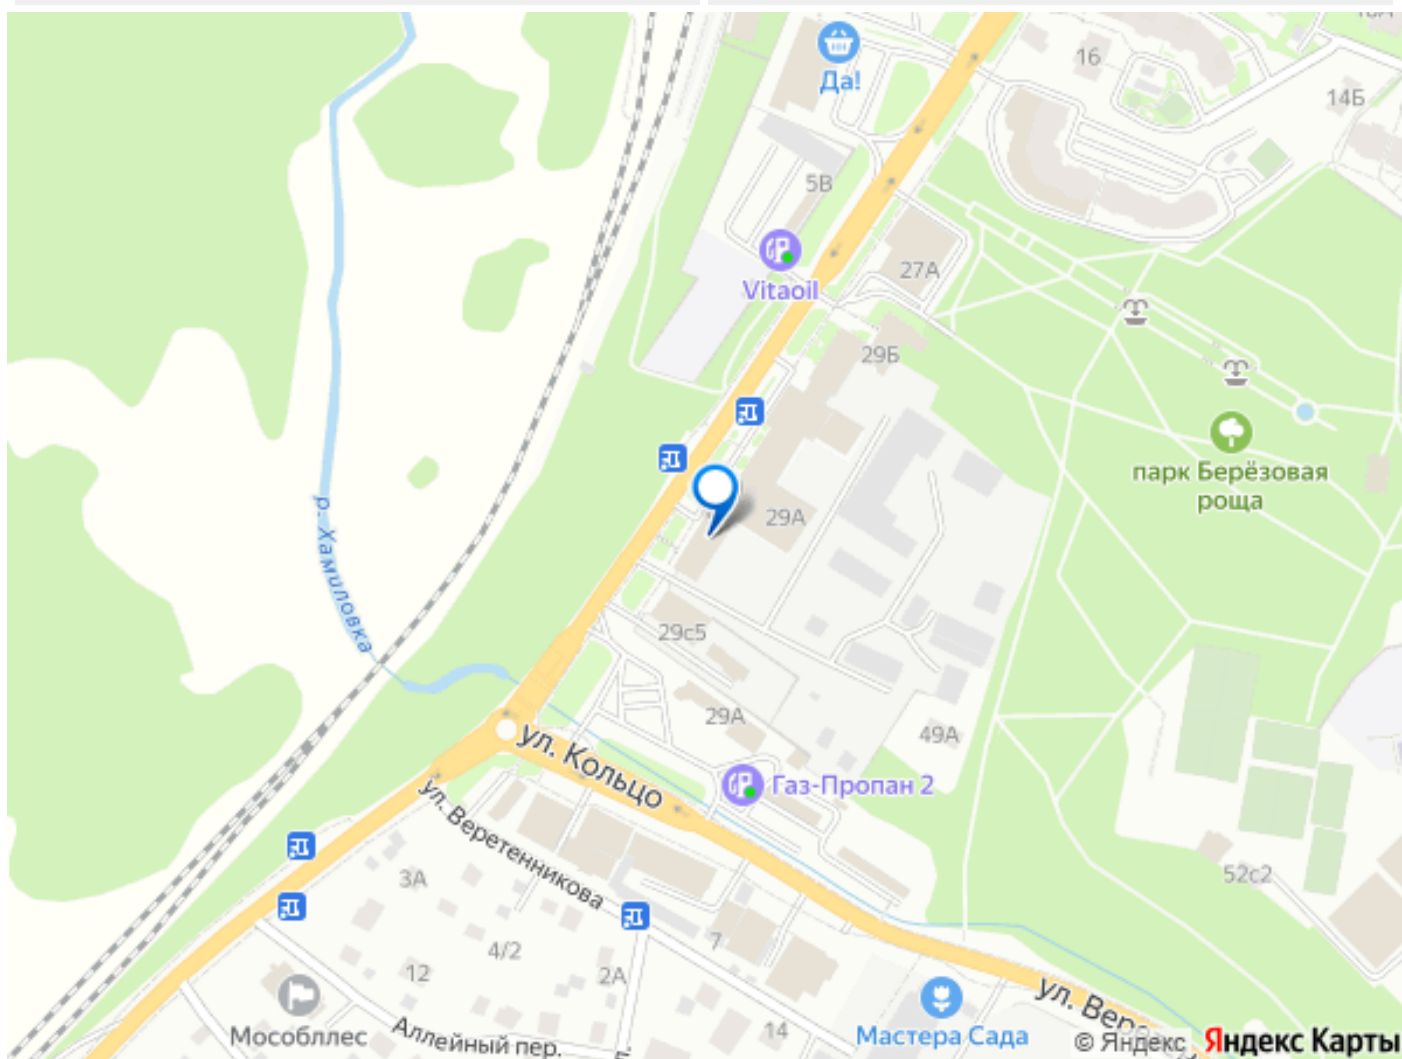 16
Да!
14Б
5В
27А
Vitaoil
29Б
парк Берёзовая
роща
29А
р. Хамиловка
29с5
29А
49А
ул. Кольцо
Газ-Пропан 2
ул. Веретенникова
3А
52с2
4/2
7
12
2А
Мособллес
Аллейный пер.
14
Мастера Сада
© Яндекс Яндекс Карты